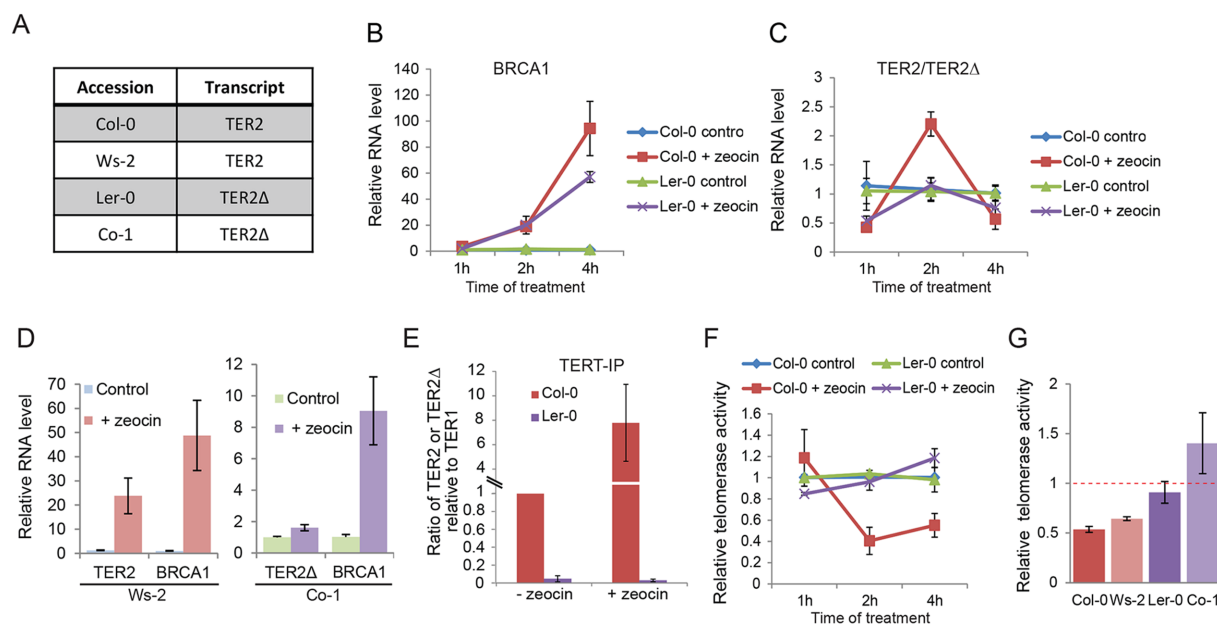 A
Accession Transcript
Col-0 TER2
Ws-2 TER2
Ler-0 TER2Δ
Co-1 TER2Δ
B
BRCA1
Relative RNA level
140
120
100
80
60
40
20
0
1h 2h 4h
Time of treatment
Col-0 contro
Col-0 + zeocin
Ler-0 control
Ler-0 + zeocin
C
TER2/TER2Δ
Relative RNA level
3
2.5
2
1.5
1
0.5
0
1h 2h 4h
Time of treatment
Col-0 contro
Col-0 + zeocin
Ler-0 control
Ler-0 + zeocin
D
Relative RNA level
70
60
50
40
30
20
10
0
Control
+ zeocin
TER2 BRCA1
Ws-2
12
10
8
6
4
2
0
Control
+ zeocin
TER2Δ BRCA1
Co-1
E
TERT-IP
Ratio of TER2 or TER2Δ
relative to TER1
Col-0
Ler-0
12
10
8
6
4
2
1
0.8
0.6
0.4
0.2
0
- zeocin + zeocin
F
Col-0 control Ler-0 control
Col-0 + zeocin Ler-0 + zeocin
Relative telomerase activity
1.6
1.4
1.2
1
0.8
0.6
0.4
0.2
0
1h 2h 4h
Time of treatment
G
Relative telomerase activity
2
1.5
1
0.5
0
Col-0 Ws-2 Ler-0 Co-1